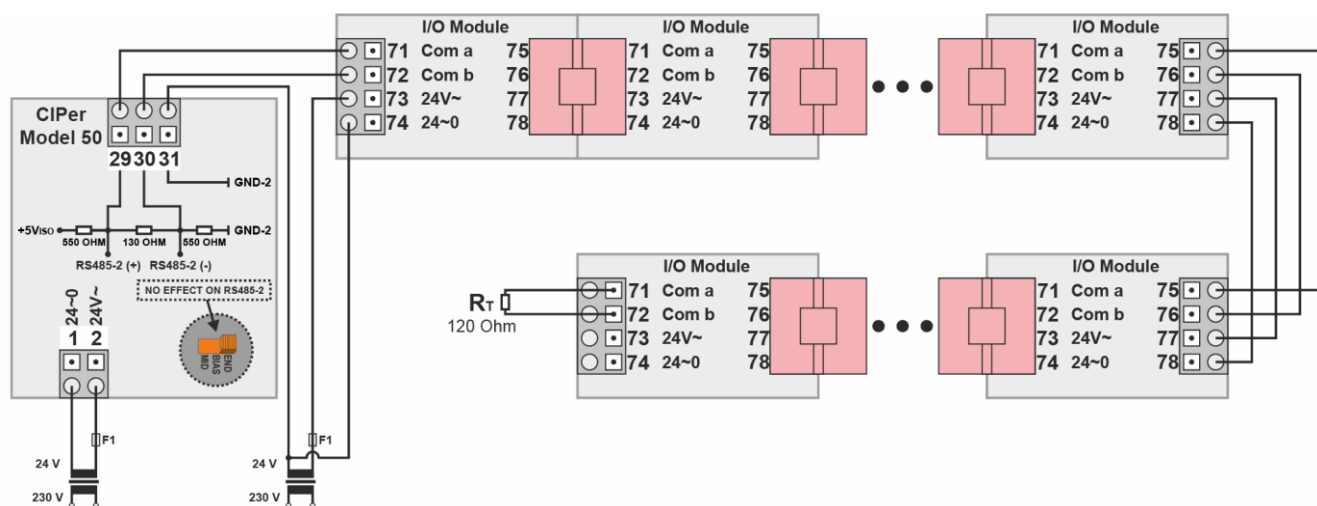 I/O Module
71 Com a 75
72 Com b 76
73 24V~ 77
74 24~0 78
I/O Module
71 Com a
72 Com b
73 24V~
74 24~0
I/O Module
71 Com a 75
72 Com b 76
73 24V~ 77
74 24~0 78
CIPer
Model 50
29 30 31
GND-2
+5VISO
550 OHM 130 OHM 550 OHM
GND-2
RS485-2 (+) RS485-2 (-)
NO EFFECT ON RS485-2
MID BIAS END
24~0 24V~
1 2
F1
24 V
230 V
F1
24 V
230 V
RT
120 Ohm
I/O Module
71 Com a 75
72 Com b 76
73 24V~ 77
74 24~0 78
I/O Module
71 Com a 75
72 Com b 76
73 24V~ 77
74 24~0 78